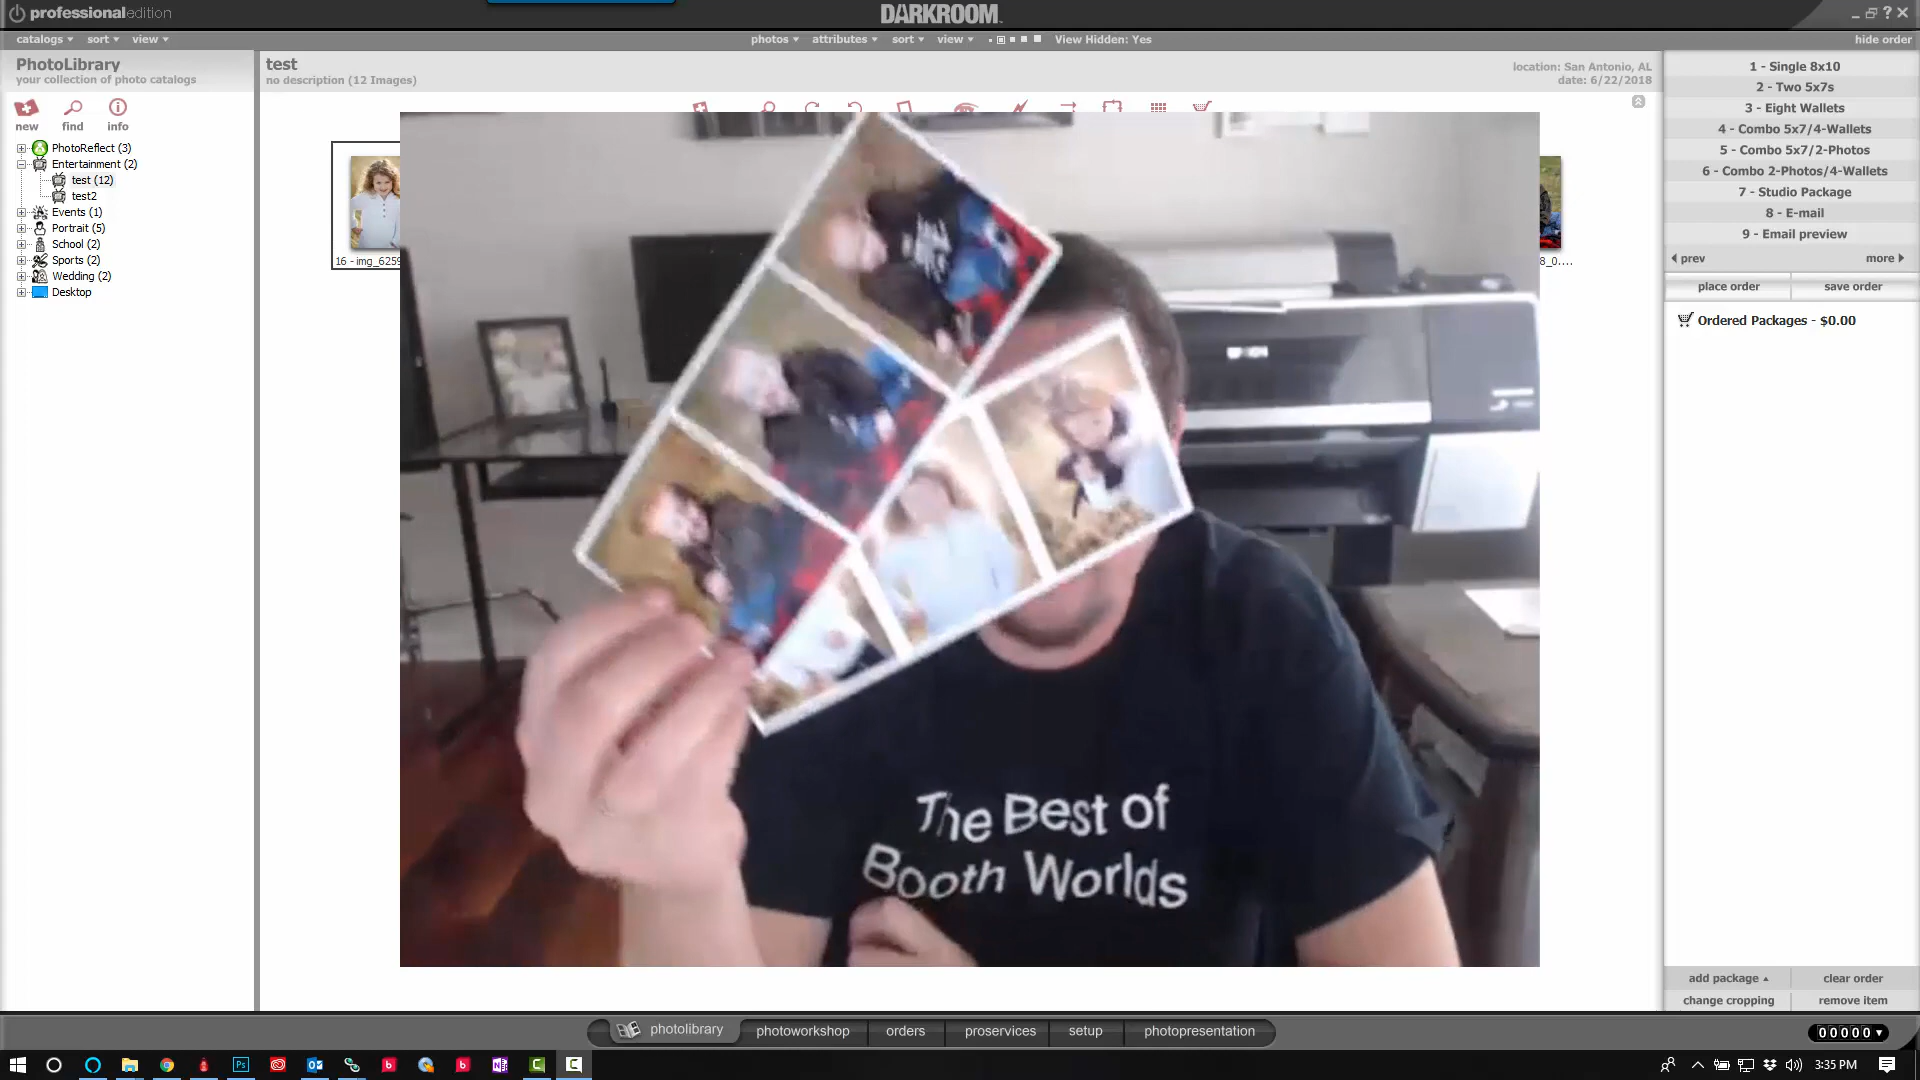 professionaledition
DARKROOM
catalogs sort view
photos attributes sort view View Hidden: Yes
hide order
PhotoLibrary
your collection of photo catalogs
new find info
PhotoReflect (3)
Entertainment (2)
test (12)
test2
Events (1)
Portrait (5)
School (2)
Sports (2)
Wedding (2)
Desktop
test
no description (12 Images)
location: San Antonio, AL
date: 6/22/2018
16 - img_6259
8_0....
The Best of
Booth Worlds
1 - Single 8x10
2 - Two 5x7s
3 - Eight Wallets
4 - Combo 5x7/4-Wallets
5 - Combo 5x7/2-Photos
6 - Combo 2-Photos/4-Wallets
7 - Studio Package
8 - E-mail
9 - Email preview
prev more
place order save order
Ordered Packages - $0.00
add package clear order
change cropping remove item
photolibrary photoworkshop orders proservices setup photopresentation
00000
3:35 PM